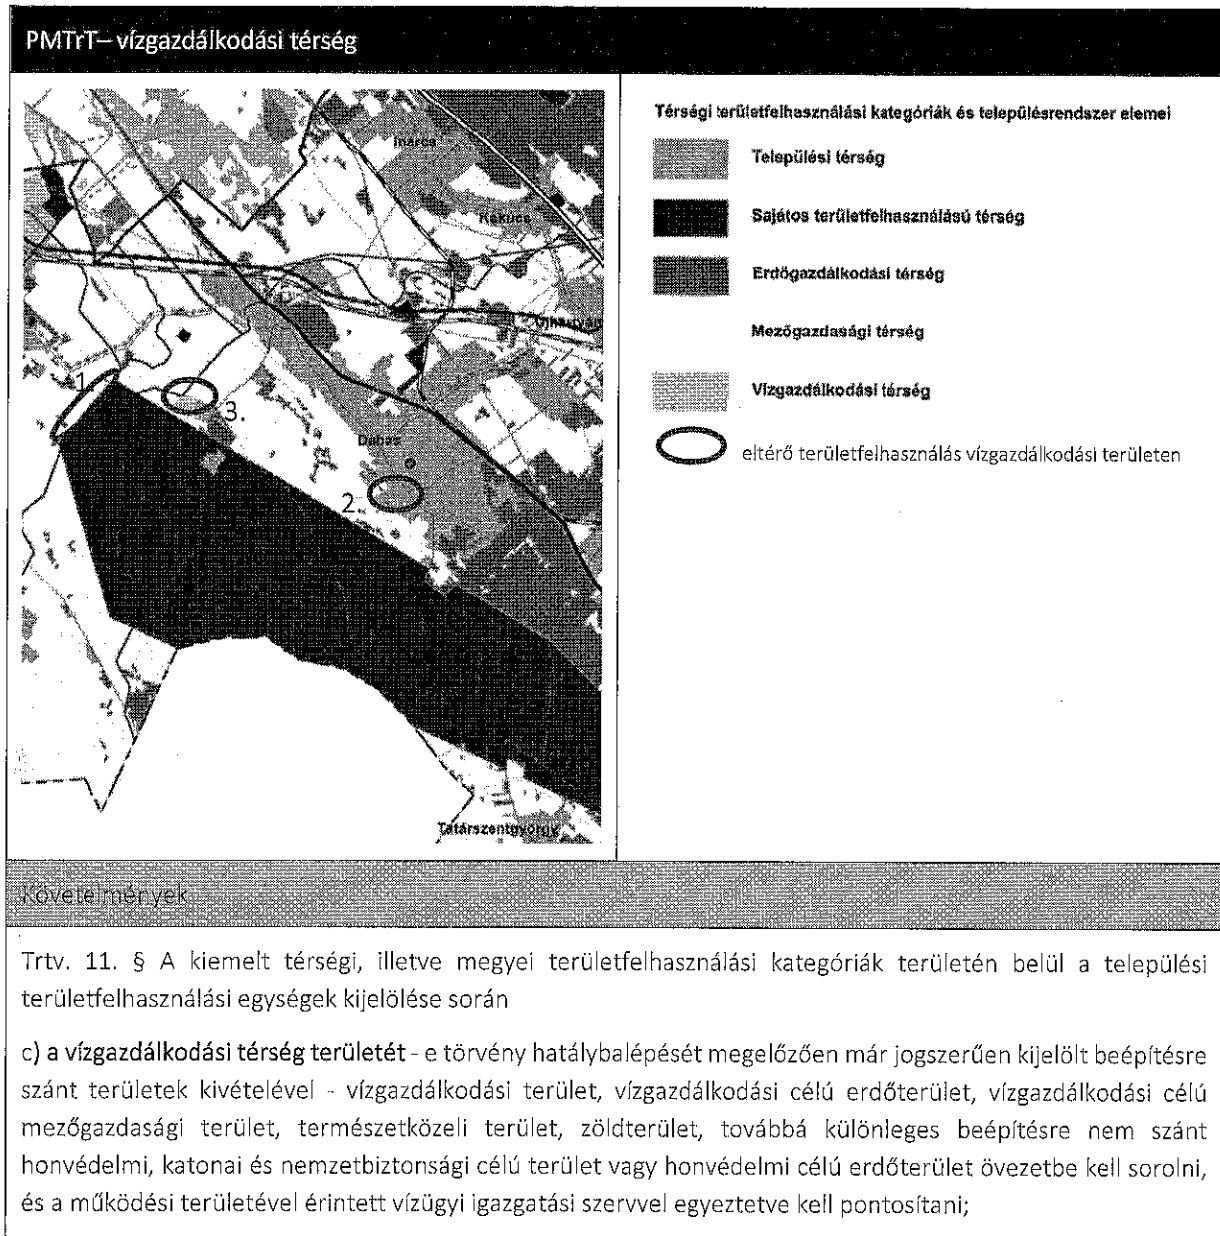 PMTrT– vízgazdálkodási térség
Térségi területfelhasználási kategóriák és településrendszer elemei
Települési térség
Sajátos területfelhasználású térség
Erdőgazdálkodási térség
Mezőgazdasági térség
Vízgazdálkodási térség
eltérő területfelhasználás vízgazdálkodási területen
Inárcs
Kakucs
Újhartyán
1.
3.
Dabas
2.
Tatárszentgyörgy
Követelmények
Trtv. 11. § A kiemelt térségi, illetve megyei területfelhasználási kategóriák területén belül a települési
területfelhasználási egységek kijelölése során
c) a vízgazdálkodási térség területét - e törvény hatálybalépését megelőzően már jogszerűen kijelölt beépítésre
szánt területek kivételével - vízgazdálkodási terület, vízgazdálkodási célú erdőterület, vízgazdálkodási célú
mezőgazdasági terület, természetközeli terület, zöldterület, továbbá különleges beépítésre nem szánt
honvédelmi, katonai és nemzetbiztonsági célú terület vagy honvédelmi célú erdőterület övezetbe kell sorolni,
és a működési területével érintett vízügyi igazgatási szervvel egyeztetve kell pontosítani;